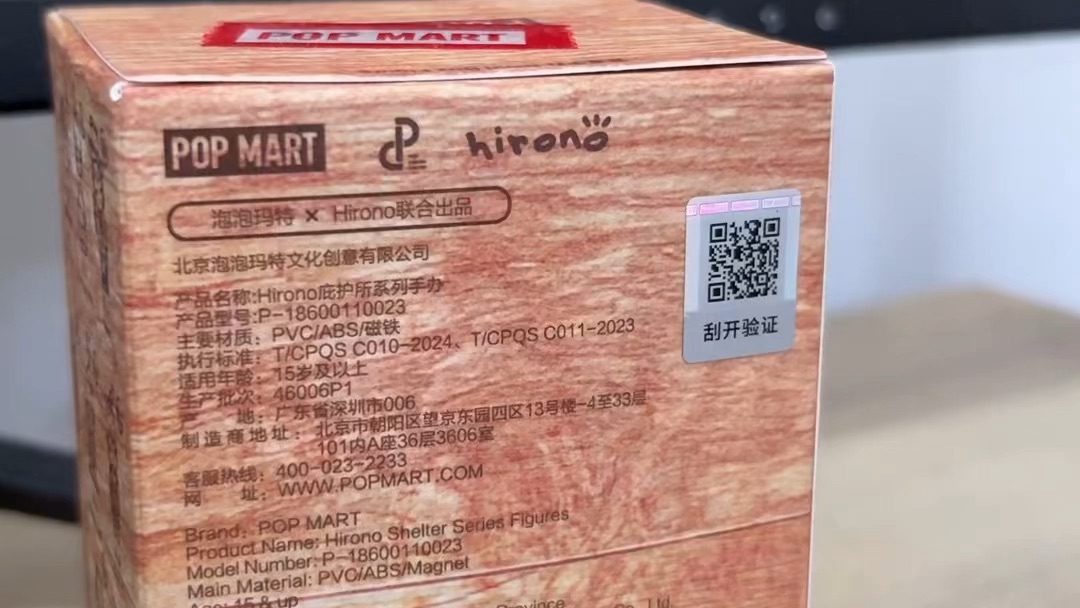 POP MART
POP MART
hirono
泡泡玛特 × Hirono联合出品
北京泡泡玛特文化创意有限公司
产品名称:Hirono庇护所系列手办
产品型号:P-18600110023
主要材质：PVC/ABS/磁铁
执行标准：T/CPQS C010-2024、T/CPQS C011-2023
适用年龄：15岁及以上
生产批次：46006P1
产 地：广东省深圳市006
制造商地址：北京市朝阳区望京东园四区13号楼-4至33层
101内A座36层3606室
客服热线：400-023-2233
网 址：WWW.POPMART.COM
刮开验证
Brand: POP MART
Product Name: Hirono Shelter Series Figures
Model Number: P-18600110023
Main Material: PVC/ABS/Magnet
Age: 15 & up
Province
Co., Ltd.